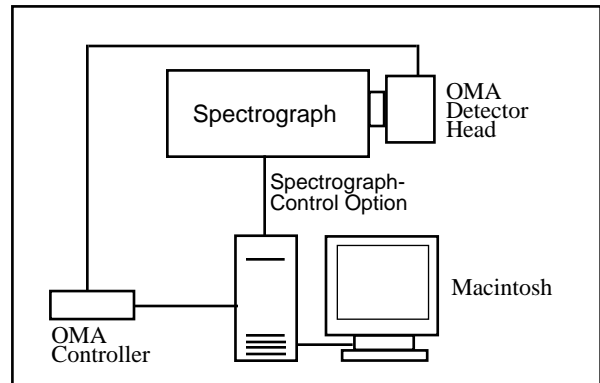 Spectrograph
OMA
Detector
Head
Spectrograph-
Control Option
Macintosh
OMA
Controller